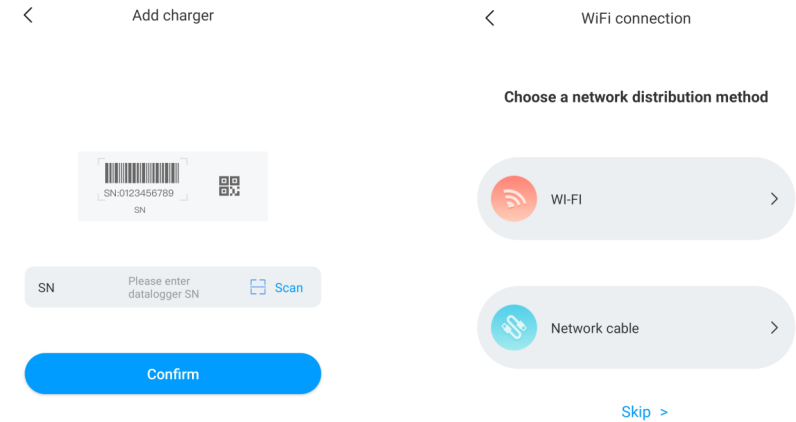 Add charger
SN:0123456789
SN
SN
Please enter
datalogger SN
Scan
Confirm
WiFi connection
Choose a network distribution method
WI-FI
Network cable
Skip >